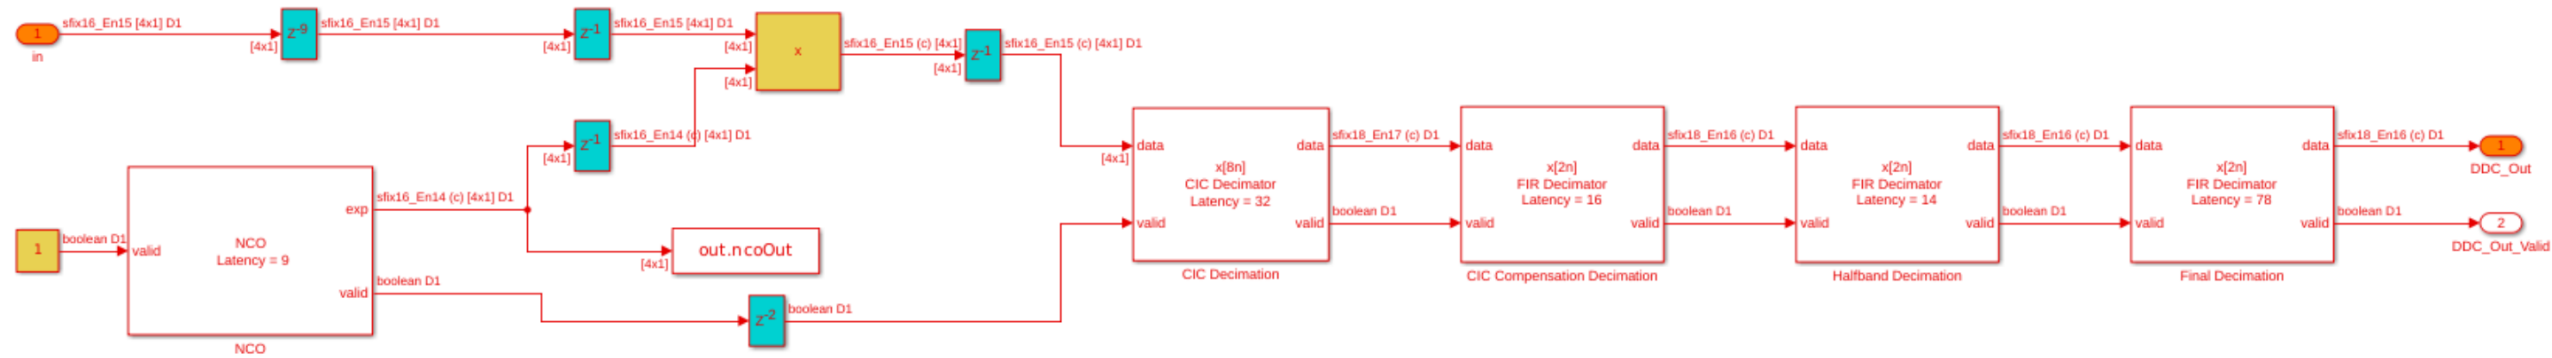 1
in
sfix16_En15 [4x1] D1
[4x1]
z-9
sfix16_En15 [4x1] D1
[4x1]
z-1
sfix16_En15 [4x1] D1
[4x1]
[4x1]
x
sfix16_En15 (c) [4x1]
[4x1]
z-1
sfix16_En15 (c) [4x1] D1
[4x1]
z-1
sfix16_En14 (c) [4x1] D1
1
boolean D1
valid
NCO
Latency = 9
exp
valid
NCO
sfix16_En14 (c) [4x1] D1
[4x1]
out.ncoOut
boolean D1
z-2
boolean D1
[4x1]
data
valid
x[8n]
CIC Decimator
Latency = 32
data
valid
CIC Decimation
sfix18_En17 (c) D1
boolean D1
data
valid
x[2n]
FIR Decimator
Latency = 16
data
valid
CIC Compensation Decimation
sfix18_En16 (c) D1
boolean D1
data
valid
x[2n]
FIR Decimator
Latency = 14
data
valid
Halfband Decimation
sfix18_En16 (c) D1
boolean D1
data
valid
x[2n]
FIR Decimator
Latency = 78
data
valid
Final Decimation
sfix18_En16 (c) D1
boolean D1
1
DDC_Out
2
DDC_Out_Valid